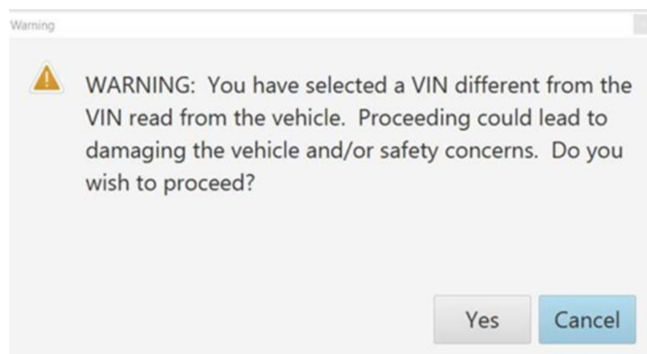 Warning
WARNING:  You have selected a VIN different from the
VIN read from the vehicle.  Proceeding could lead to
damaging the vehicle and/or safety concerns.  Do you
wish to proceed?
Yes
Cancel